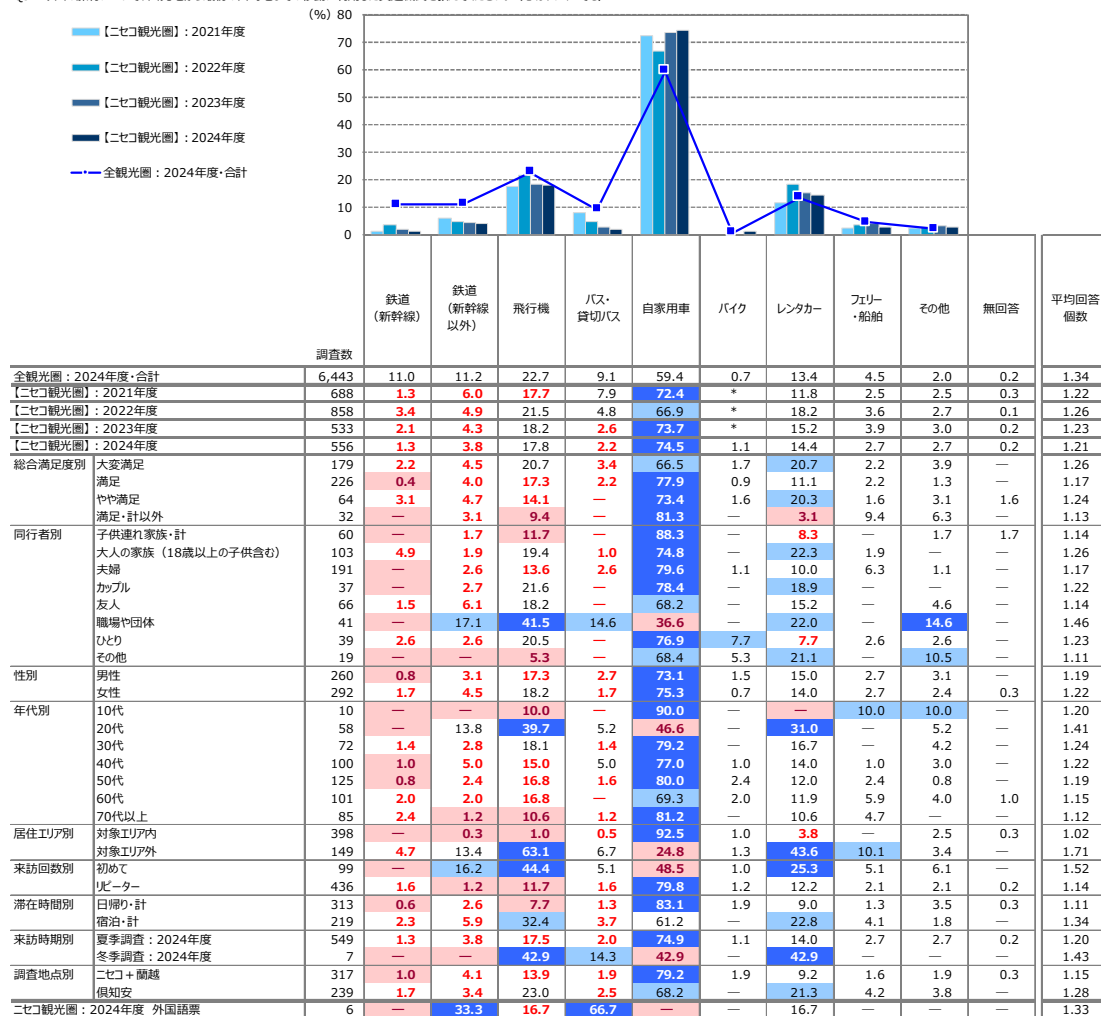 (%)
80
70
60
50
40
30
20
10
0
【ニセコ観光圏】：2021年度
【ニセコ観光圏】：2022年度
【ニセコ観光圏】：2023年度
【ニセコ観光圏】：2024年度
全観光圏：2024年度･合計
調査数 鉄道（新幹線） 鉄道（新幹線以外） 飛行機 バス・貸切バス 自家用車 バイク レンタカー フェリー・船舶 その他 無回答 平均回答個数
全観光圏：2024年度･合計 6,443 11.0 11.2 22.7 9.1 59.4 0.7 13.4 4.5 2.0 0.2 1.34
【ニセコ観光圏】：2021年度 688 1.3 6.0 17.7 7.9 72.4 * 11.8 2.5 2.5 0.3 1.22
【ニセコ観光圏】：2022年度 858 3.4 4.9 21.5 4.8 66.9 * 18.2 3.6 2.7 0.1 1.26
【ニセコ観光圏】：2023年度 533 2.1 4.3 18.2 2.6 73.7 * 15.2 3.9 3.0 0.2 1.23
【ニセコ観光圏】：2024年度 556 1.3 3.8 17.8 2.2 74.5 1.1 14.4 2.7 2.7 0.2 1.21
総合満足度別 大変満足 179 2.2 4.5 20.7 3.4 66.5 1.7 20.7 2.2 3.9 — 1.26
満足 226 0.4 4.0 17.3 2.2 77.9 0.9 11.1 2.2 1.3 — 1.17
やや満足 64 3.1 4.7 14.1 — 73.4 1.6 20.3 1.6 3.1 1.6 1.24
満足・計以外 32 — 3.1 9.4 — 81.3 — 3.1 9.4 6.3 — 1.13
同行者別 子供連れ家族・計 60 — 1.7 11.7 — 88.3 — 8.3 — 1.7 1.7 1.14
大人の家族（18歳以上の子供含む） 103 4.9 1.9 19.4 1.0 74.8 — 22.3 1.9 — — 1.26
夫婦 191 — 2.6 13.6 2.6 79.6 1.1 10.0 6.3 1.1 — 1.17
カップル 37 — 2.7 21.6 — 78.4 — 18.9 — — — 1.22
友人 66 1.5 6.1 18.2 — 68.2 — 15.2 — 4.6 — 1.14
職場や団体 41 — 17.1 41.5 14.6 36.6 — 22.0 — 14.6 — 1.46
ひとり 39 2.6 2.6 20.5 — 76.9 7.7 7.7 2.6 2.6 — 1.23
その他 19 — — 5.3 — 68.4 5.3 21.1 — 10.5 — 1.11
性別 男性 260 0.8 3.1 17.3 2.7 73.1 1.5 15.0 2.7 3.1 — 1.19
女性 292 1.7 4.5 18.2 1.7 75.3 0.7 14.0 2.7 2.4 0.3 1.22
年代別 10代 10 — — 10.0 — 90.0 — — 10.0 10.0 — 1.20
20代 58 — 13.8 39.7 5.2 46.6 — 31.0 — 5.2 — 1.41
30代 72 1.4 2.8 18.1 1.4 79.2 — 16.7 — 4.2 — 1.24
40代 100 1.0 5.0 15.0 5.0 77.0 1.0 14.0 1.0 3.0 — 1.22
50代 125 0.8 2.4 16.8 1.6 80.0 2.4 12.0 2.4 0.8 — 1.19
60代 101 2.0 2.0 16.8 — 69.3 2.0 11.9 5.9 4.0 1.0 1.15
70代以上 85 2.4 1.2 10.6 1.2 81.2 — 10.6 4.7 — — 1.12
居住エリア別 対象エリア内 398 — 0.3 1.0 0.5 92.5 1.0 3.8 — 2.5 0.3 1.02
対象エリア外 149 4.7 13.4 63.1 6.7 24.8 1.3 43.6 10.1 3.4 — 1.71
来訪回数別 初めて 99 — 16.2 44.4 5.1 48.5 1.0 25.3 5.1 6.1 — 1.52
リピーター 436 1.6 1.2 11.7 1.6 79.8 1.2 12.2 2.1 2.1 0.2 1.14
滞在時間別 日帰り・計 313 0.6 2.6 7.7 1.3 83.1 1.9 9.0 1.3 3.5 0.3 1.11
宿泊・計 219 2.3 5.9 32.4 3.7 61.2 — 22.8 4.1 1.8 — 1.34
来訪時期別 夏季調査：2024年度 549 1.3 3.8 17.5 2.0 74.9 1.1 14.0 2.7 2.7 0.2 1.20
冬季調査：2024年度 7 — — 42.9 14.3 42.9 — 42.9 — — — 1.43
調査地点別 ニセコ＋蘭越 317 1.0 4.1 13.9 1.9 79.2 1.9 9.2 1.6 1.9 0.3 1.15
倶知安 239 1.7 3.4 23.0 2.5 68.2 — 21.3 4.2 3.8 — 1.28
ニセコ観光圏：2024年度 外国語票 6 — 33.3 16.7 66.7 — — 16.7 — — — 1.33